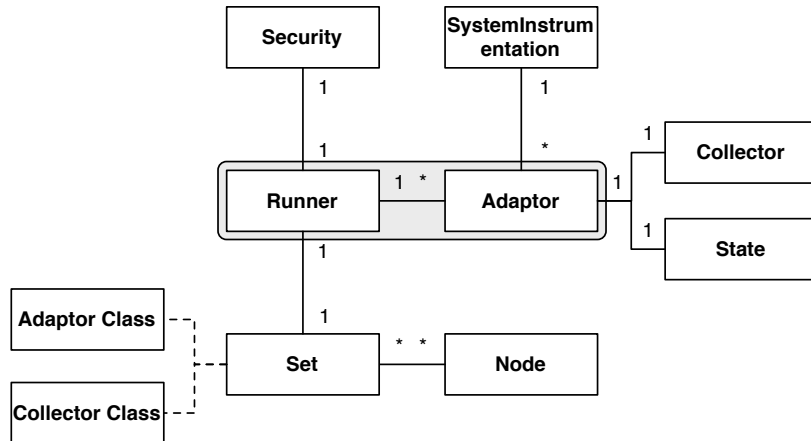 Security
SystemInstrum
entation
1
1
1
*
1
Collector
Runner
1 *
Adaptor
1
1
State
1
1
Adaptor Class
Set
* *
Node
Collector Class